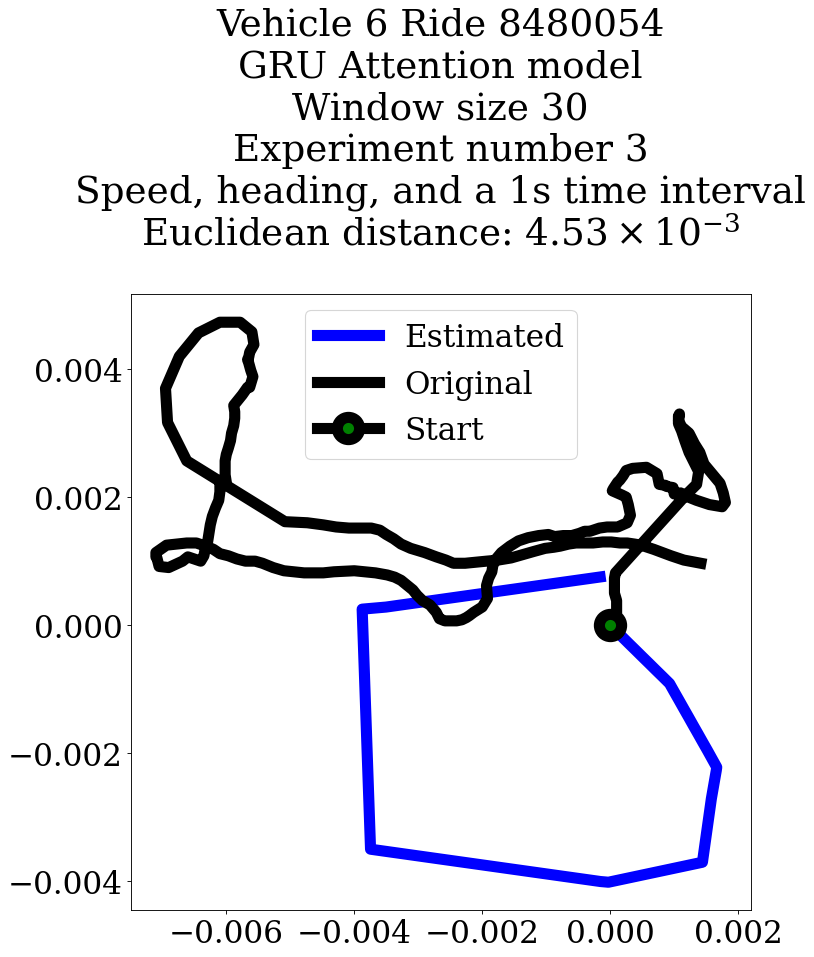 Vehicle 6 Ride 8480054
GRU Attention model
Window size 30
Experiment number 3
Speed, heading, and a 1s time interval
Euclidean distance: 4.53 × 10⁻³
Estimated
Original
Start
0.004
0.002
0.000
−0.002
−0.004
−0.006 −0.004 −0.002 0.000 0.002